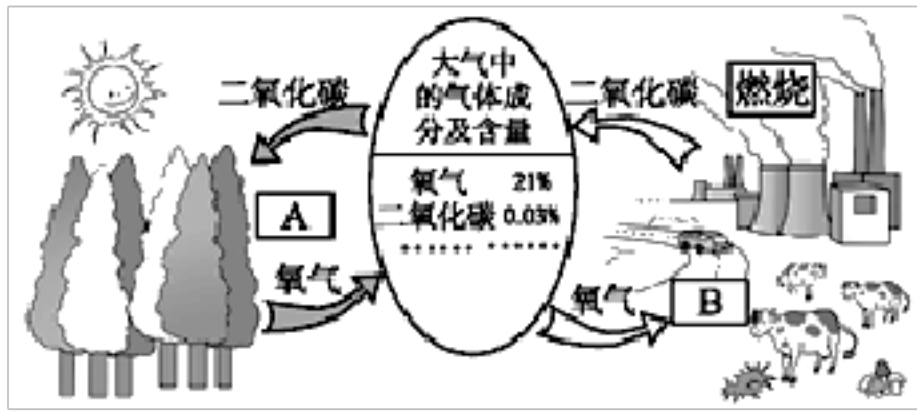 大气中
的气体成
分及含量
二氧化碳
二氧化碳
燃烧
氧气 21%
二氧化碳 0.03%
…… ……
A
氧气
氧气
B